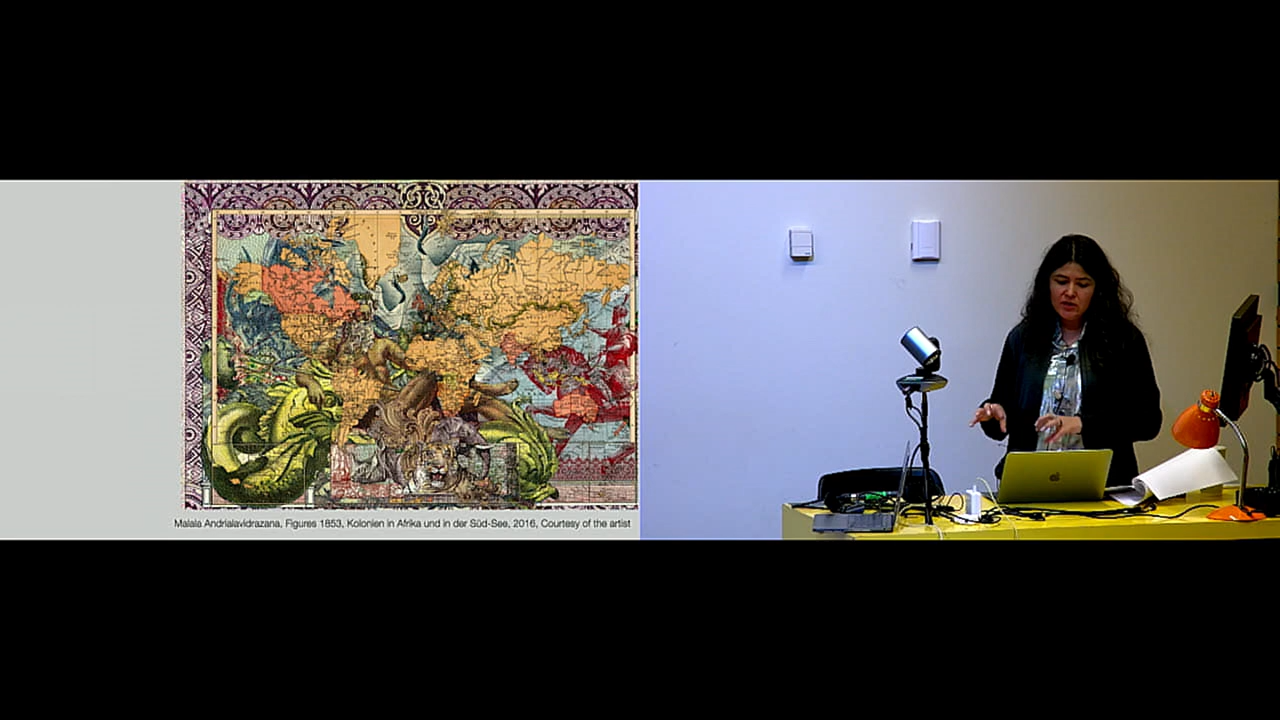 Malala Andrialavidrazana, Figures 1853, Kolonien in Afrika und in der Süd-See, 2016, Courtesy of the artist